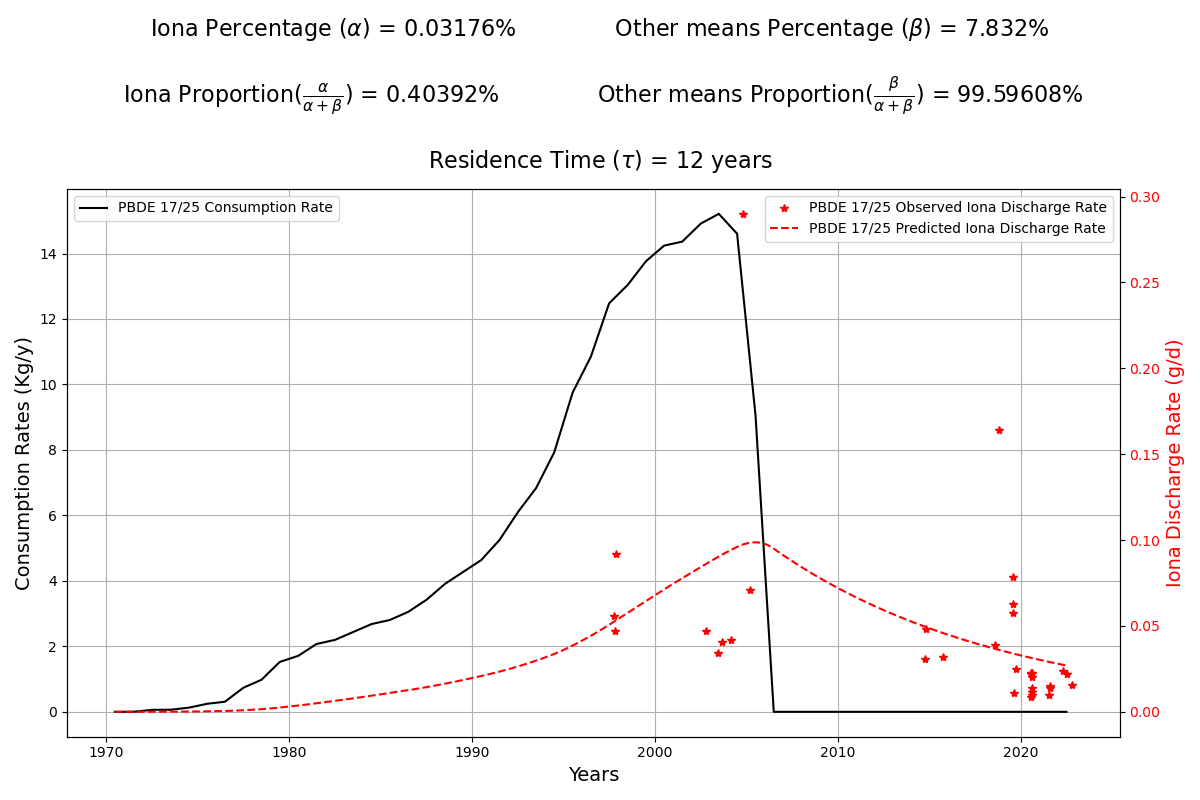 Iona Percentage (α) = 0.03176% Other means Percentage (β) = 7.832%
Iona Proportion(α/(α+β)) = 0.40392% Other means Proportion(β/(α+β)) = 99.59608%
Residence Time (τ) = 12 years
PBDE 17/25 Consumption Rate
PBDE 17/25 Observed Iona Discharge Rate
PBDE 17/25 Predicted Iona Discharge Rate
Consumption Rates (Kg/y)
14
12
10
8
6
4
2
0
0.30
0.25
0.20
0.15
0.10
0.05
0.00
Iona Discharge Rate (g/d)
1970 1980 1990 2000 2010 2020
Years